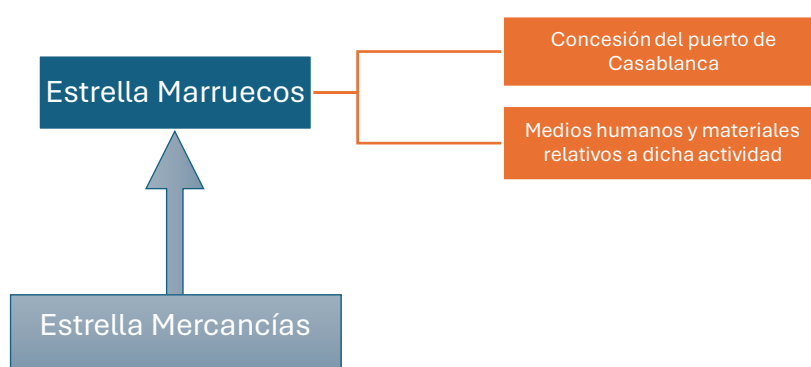 Estrella Marruecos
Concesión del puerto de
Casablanca
Medios humanos y materiales
relativos a dicha actividad
Estrella Mercancías